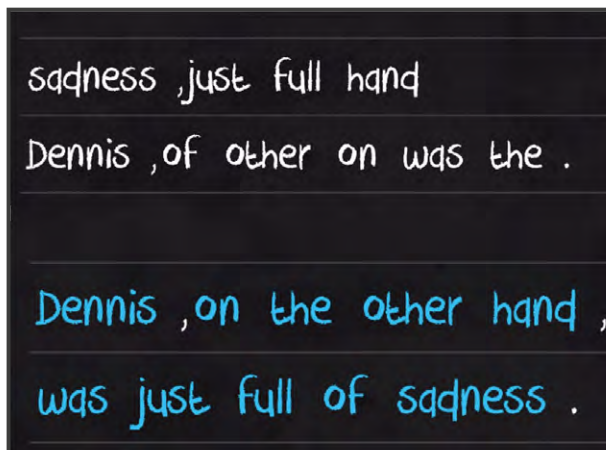 sadness ,just full hand
Dennis ,of other on was the .
Dennis ,on the other hand ,
was just full of sadness .